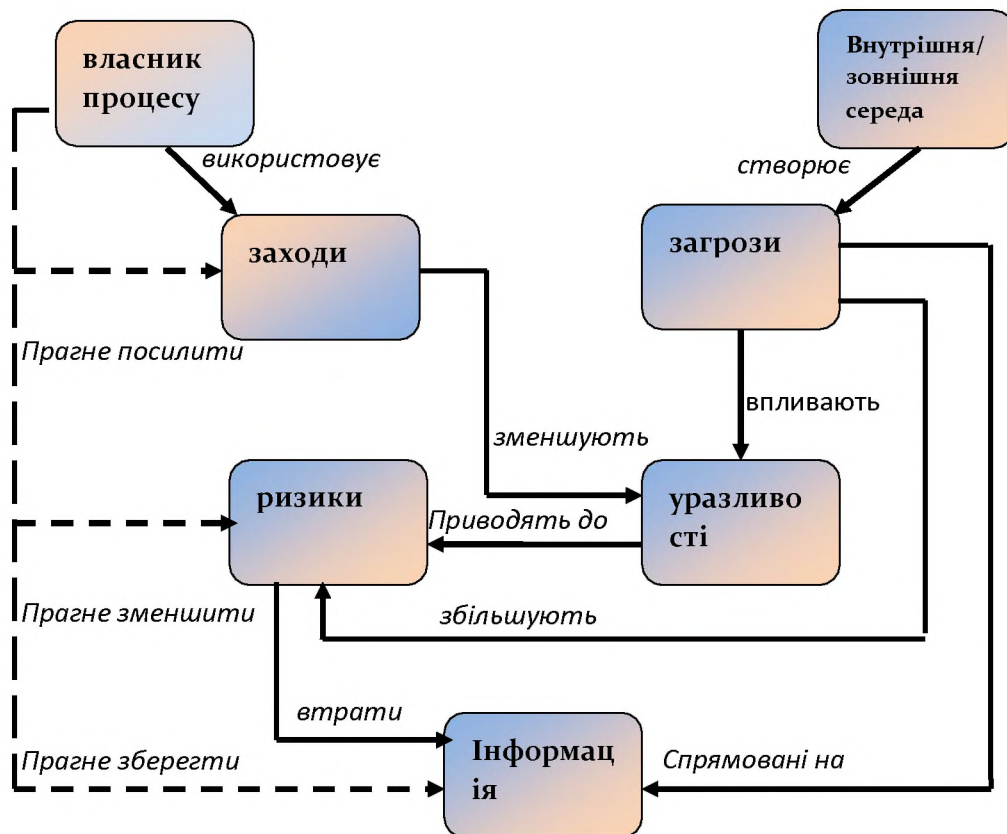 власник
процесу
Внутрішня/
зовнішня
середа
використовує
створює
заходи
загрози
Прагне посилити
впливають
зменшують
ризики
уразливо
сті
Приводять до
Прагне зменшити
збільшують
втрати
Інформац
ія
Прагне зберегти
Спрямовані на